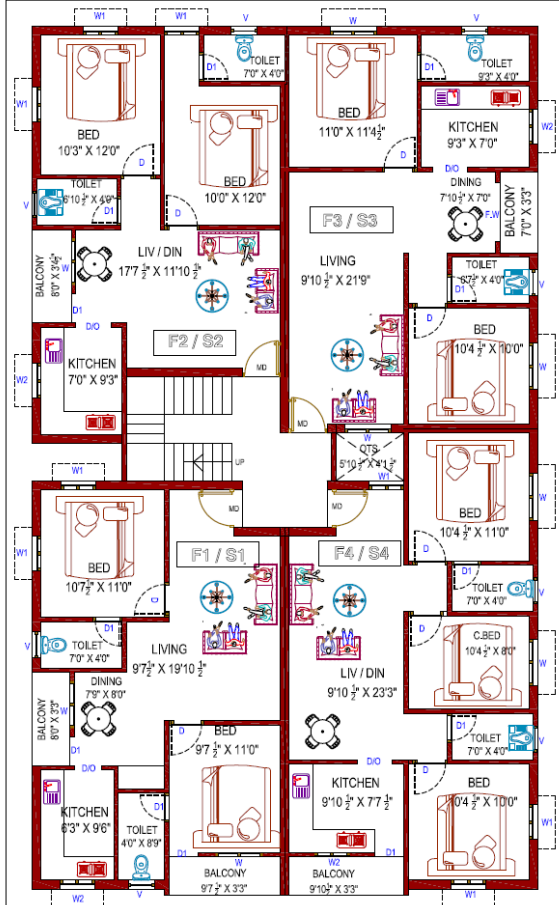 W1
V
W
V
W1
BED
10'3" X 12'0"
D
D1
TOILET
7'0" X 4'0"
BED
10'0" X 12'0"
D
BED
11'0" X 11'4½"
D
D1
TOILET
9'3" X 4'0"
KITCHEN
9'3" X 7'0"
W2
D/O
DINING
7'10½" X 7'0"
F.W
BALCONY
7'0" X 3'3"
V
TOILET
6'10½" X 4'0"
D1
BALCONY
8'0" X 3'4½"
W
D1
D/O
LIV / DIN
17'7½" X 11'10½"
F2 / S2
MD
F3 / S3
LIVING
9'10½" X 21'9"
TOILET
6'7½" X 4'0"
D1
V
D
BED
10'4½" X 10'0"
W
W2
KITCHEN
7'0" X 9'3"
UP
MD
W
OTS
5'10½" X 4'1½"
W1
W1
W1
BED
10'7½" X 11'0"
D
MD
F1 / S1
MD
F4 / S4
BED
10'4½" X 11'0"
W
D
D1
TOILET
7'0" X 4'0"
V
V
TOILET
7'0" X 4'0"
D1
LIVING
9'7½" X 19'10½"
D
C.BED
10'4½" X 8'0"
W
BALCONY
8'0" X 3'3"
W
D1
DINING
7'9" X 8'0"
D/O
LIV / DIN
9'10½" X 23'3"
D1
TOILET
7'0" X 4'0"
V
D
BED
9'7½" X 11'0"
D/O
D
KITCHEN
6'3" X 9'6"
D1
TOILET
4'0" X 8'9"
KITCHEN
9'10½" X 7'7½"
BED
10'4½" X 10'0"
W1
D1
W
W2
D1
BALCONY
9'7½" X 3'3"
BALCONY
9'10½" X 3'3"
W2
V
W1